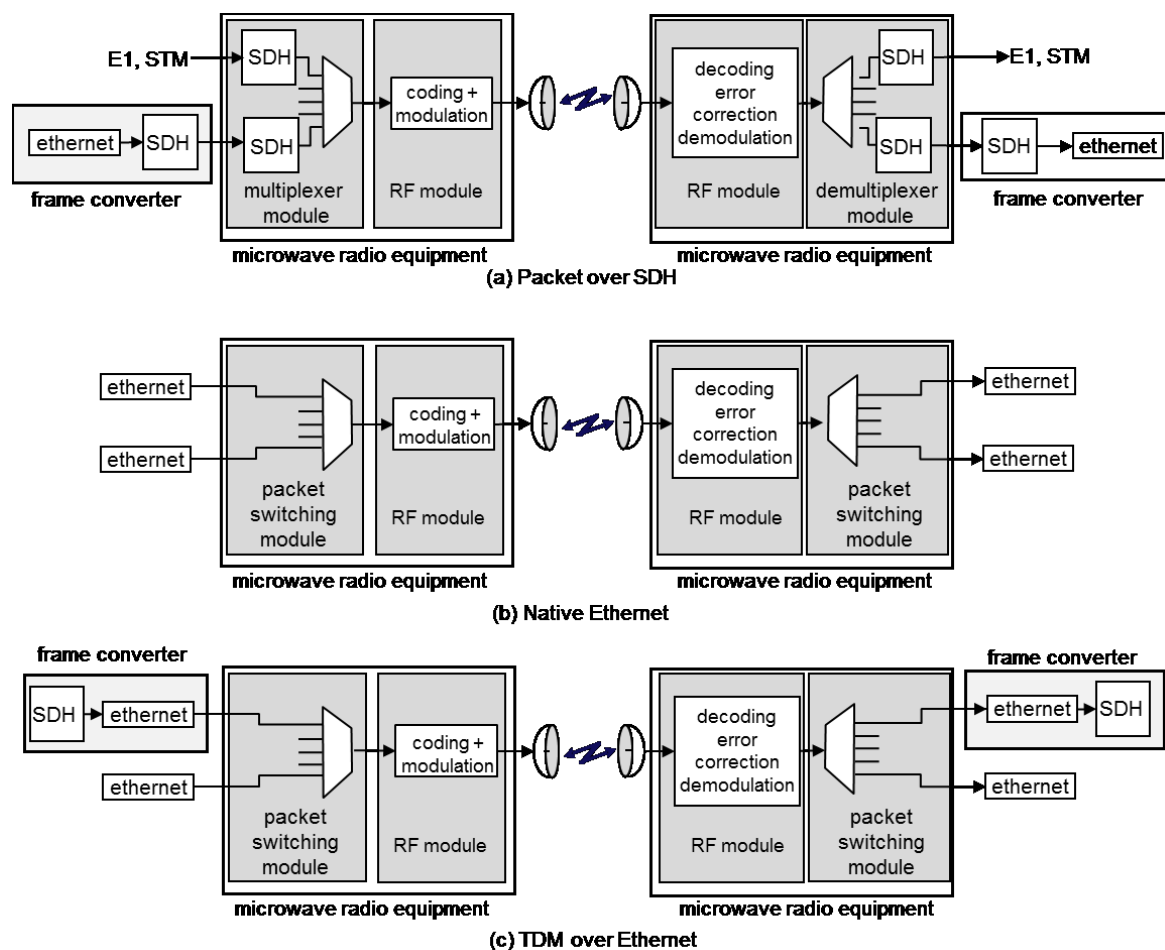 E1, STM
SDH
ethernet
SDH
SDH
frame converter
multiplexer
module
coding +
modulation
RF module
microwave radio equipment
decoding
error
correction
demodulation
RF module
SDH
SDH
demultiplexer
module
microwave radio equipment
E1, STM
SDH
ethernet
frame converter
(a) Packet over SDH
ethernet
ethernet
packet
switching
module
coding +
modulation
RF module
microwave radio equipment
decoding
error
correction
demodulation
RF module
packet
switching
module
microwave radio equipment
ethernet
ethernet
(b) Native Ethernet
frame converter
SDH
ethernet
ethernet
packet
switching
module
coding +
modulation
RF module
microwave radio equipment
decoding
error
correction
demodulation
RF module
packet
switching
module
microwave radio equipment
frame converter
ethernet
SDH
ethernet
(c) TDM over Ethernet